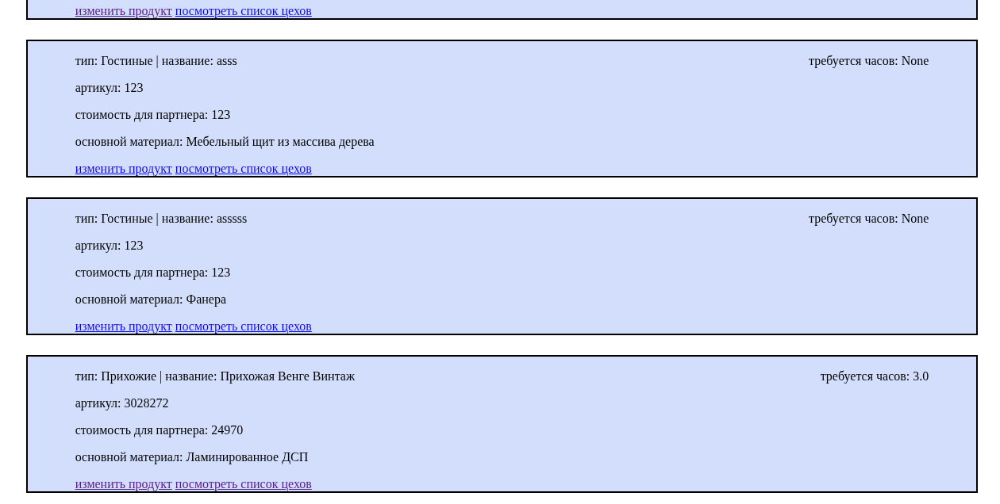 изменить продукт посмотреть список цехов
тип: Гостиные | название: asss требуется часов: None
артикул: 123
стоимость для партнера: 123
основной материал: Мебельный щит из массива дерева
изменить продукт посмотреть список цехов
тип: Гостиные | название: asssss требуется часов: None
артикул: 123
стоимость для партнера: 123
основной материал: Фанера
изменить продукт посмотреть список цехов
тип: Прихожие | название: Прихожая Венге Винтаж требуется часов: 3.0
артикул: 3028272
стоимость для партнера: 24970
основной материал: Ламинированное ДСП
изменить продукт посмотреть список цехов